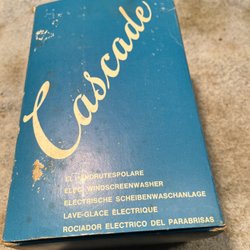 Cascade
ELEC. WINDSCREENWASHER
ELECTRISCHE SCHEIBENWASCHANLAGE
LAVE-GLACE ELECTRIQUE
ROCIADOR ELECTRICO DEL PARABRISAS